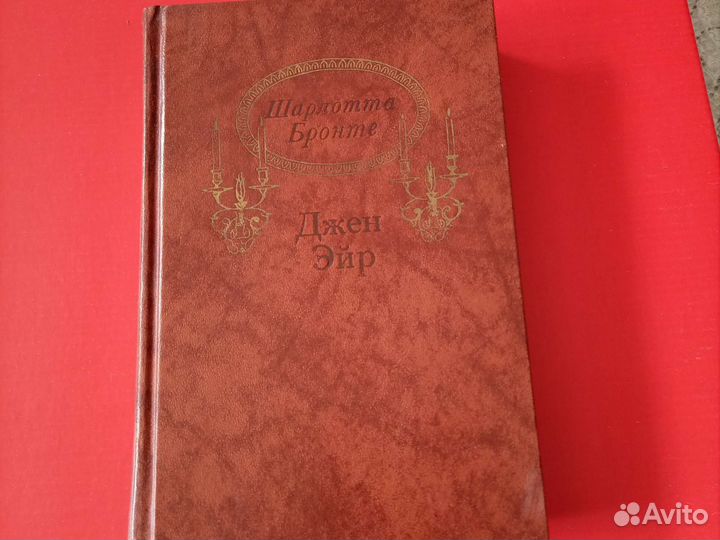 Шарлотта
Бронте
Джен
Эйр
Avito